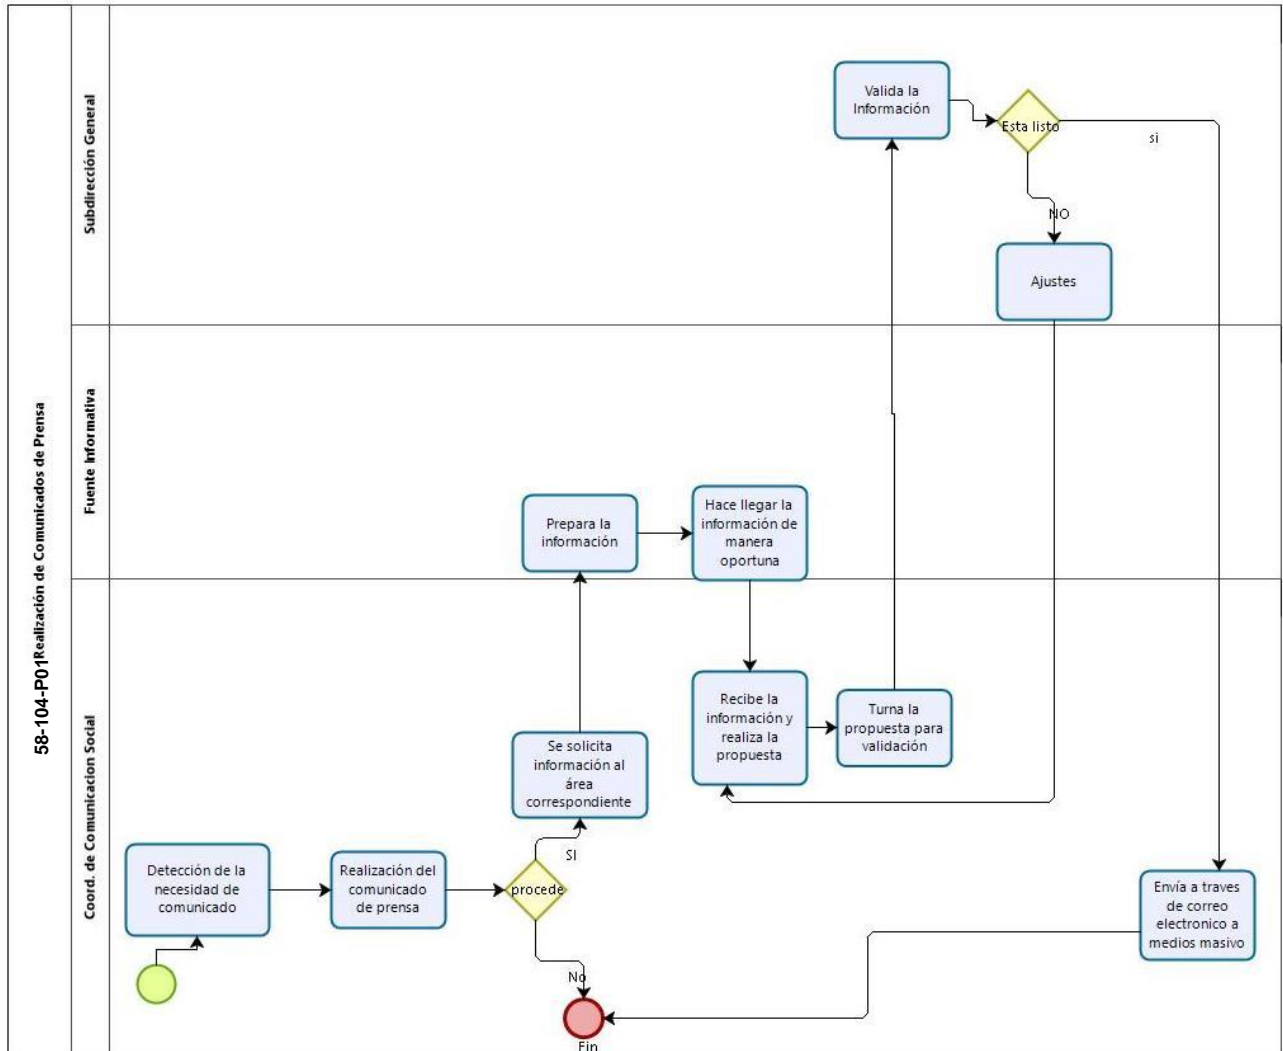 58-104-P01 Realización de Comunicados de Prensa
Subdirección General
Valida la
Información
Esta listo
si
NO
Ajustes
Fuente Informativa
Prepara la
información
Hace llegar la
información de
manera
oportuna
Coord. de Comunicacion Social
Recibe la
información y
realiza la
propuesta
Turna la
propuesta para
validación
Se solicita
información al
área
correspondiente
SI
Detección de la
necesidad de
comunicado
Realización del
comunicado
de prensa
procede
Envía a traves
de correo
electronico a
medios masivo
No
Fin